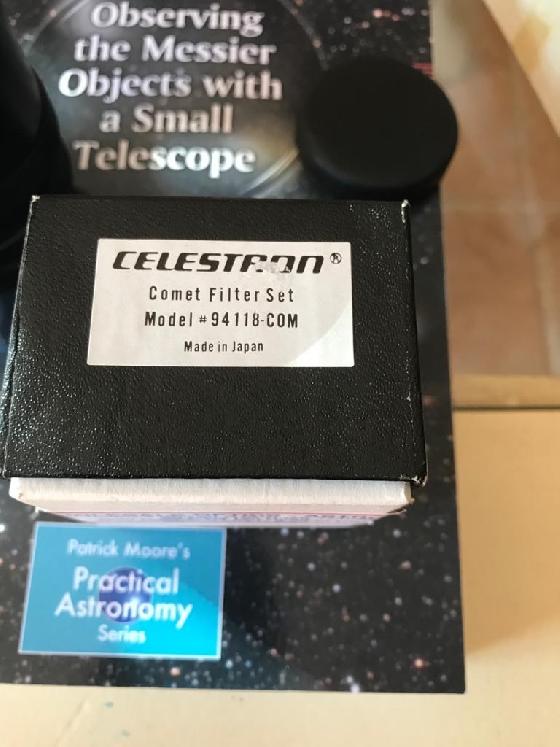 Observing
the Messier
Objects with
a Small
Telescope
CELESTRON®
Comet Filter Set
Model #94118-COM
Made in Japan
Patrick Moore's
Practical
Astronomy
Series